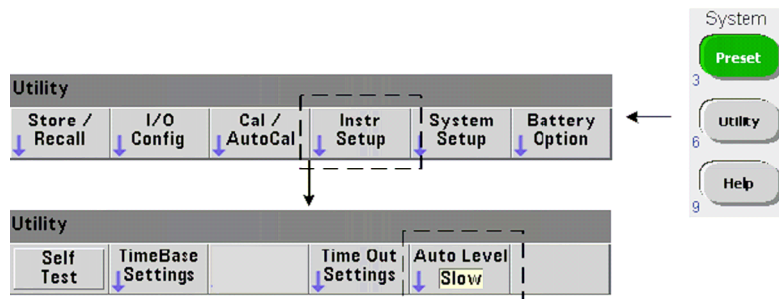 System
Preset
3
Utility
6
Help
9
Utility
Store / Recall
I/O Config
Cal / AutoCal
Instr Setup
System Setup
Battery Option
Utility
Self Test
TimeBase Settings
Time Out Settings
Auto Level
Slow